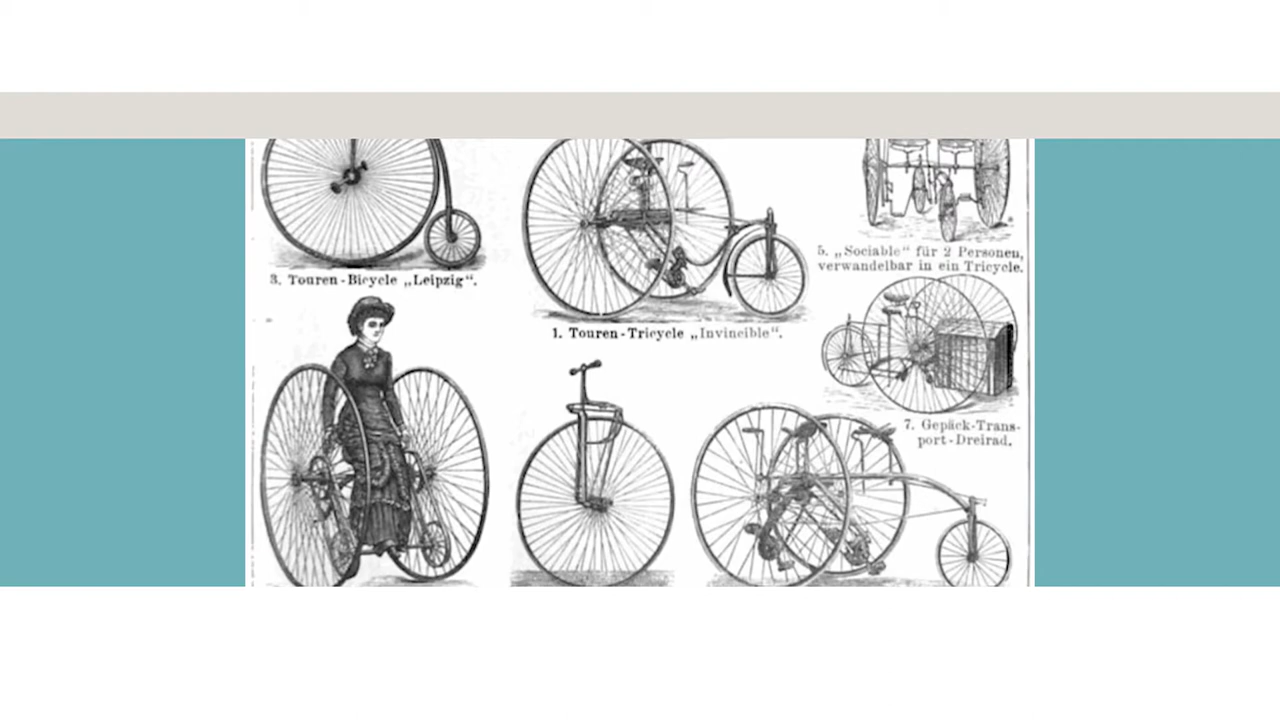 3. Touren-Bicycle „Leipzig“.
1. Touren-Tricycle „Invincible“.
5. „Sociable“ für 2 Personen,
verwandelbar in ein Tricycle.
7. Gepäck-Trans-
port-Dreirad.